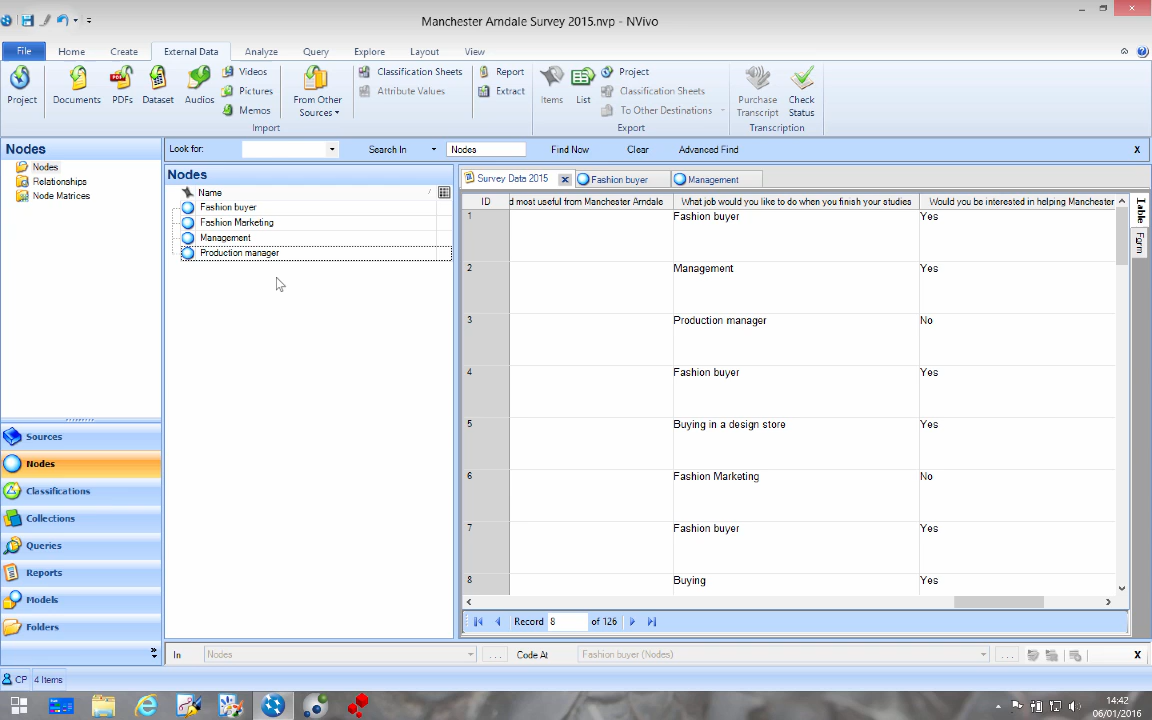 Manchester Arndale Survey 2015.nvp - NVivo
File Home Create External Data Analyze Query Explore Layout View
Project Documents PDFs Dataset Audios
Videos
Pictures
Memos
From Other Sources
Classification Sheets
Attribute Values
Report
Extract
Items List
Project
Classification Sheets
To Other Destinations
Purchase Transcript
Check Status
Import Export Transcription
Nodes
Look for: Search In Nodes Find Now Clear Advanced Find X
Nodes
Relationships
Node Matrices
Nodes
Name
Fashion buyer
Fashion Marketing
Management
Production manager
Survey Data 2015 Fashion buyer Management
ID d most useful from Manchester Arndale What job would you like to do when you finish your studies Would you be interested in helping Manchester
1 Fashion buyer Yes
2 Management Yes
3 Production manager No
4 Fashion buyer Yes
5 Buying in a design store Yes
6 Fashion Marketing No
7 Fashion buyer Yes
8 Buying Yes
Table
Form
Record 8 of 126
Sources
Nodes
Classifications
Collections
Queries
Reports
Models
Folders
In Nodes ... Code At Fashion buyer (Nodes) ... X
CP 4 Items
14:42
06/01/2016